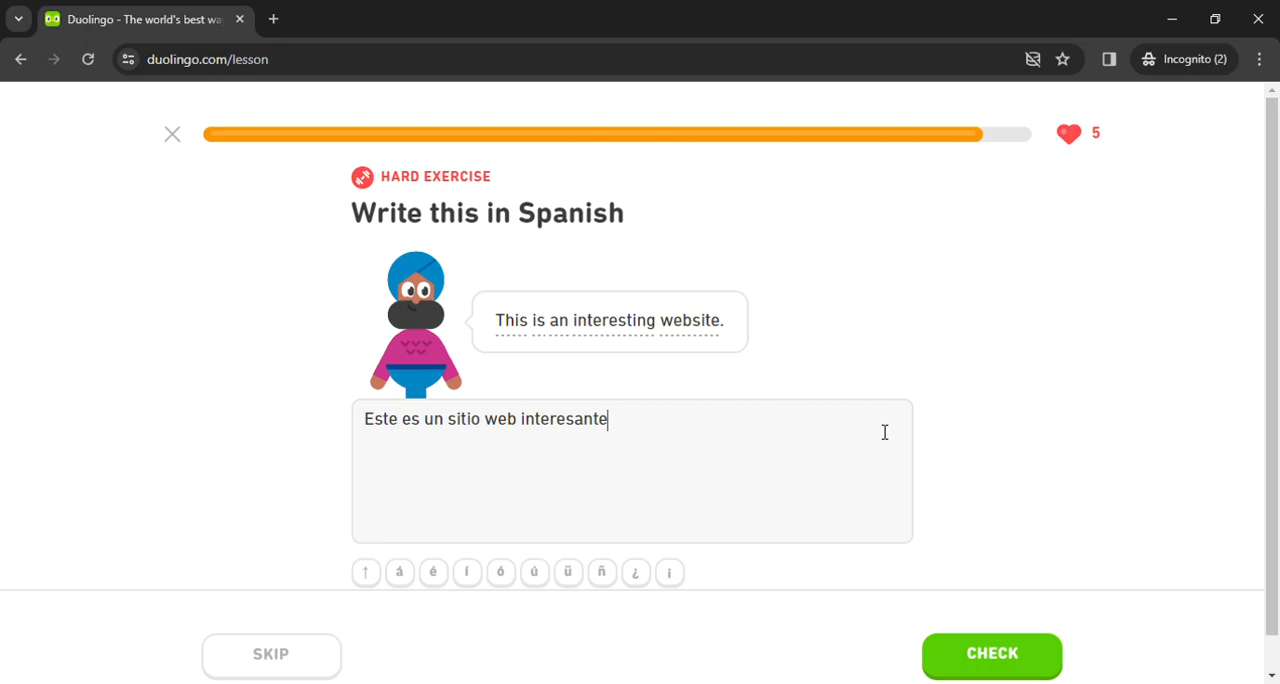 Duolingo - The world's best wa
duolingo.com/lesson
Incognito (2)
5
HARD EXERCISE
Write this in Spanish
This is an interesting website.
Este es un sitio web interesante
↑ á é í ó ú ü ñ ¿ ¡
SKIP
CHECK